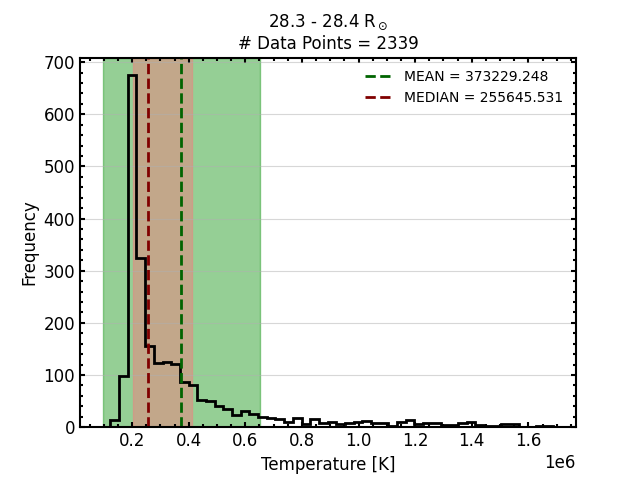 28.3 - 28.4 R⊙
# Data Points = 2339
MEAN = 373229.248
MEDIAN = 255645.531
700
600
500
400
300
200
100
0
Frequency
0.2 0.4 0.6 0.8 1.0 1.2 1.4 1.6
1e6
Temperature [K]